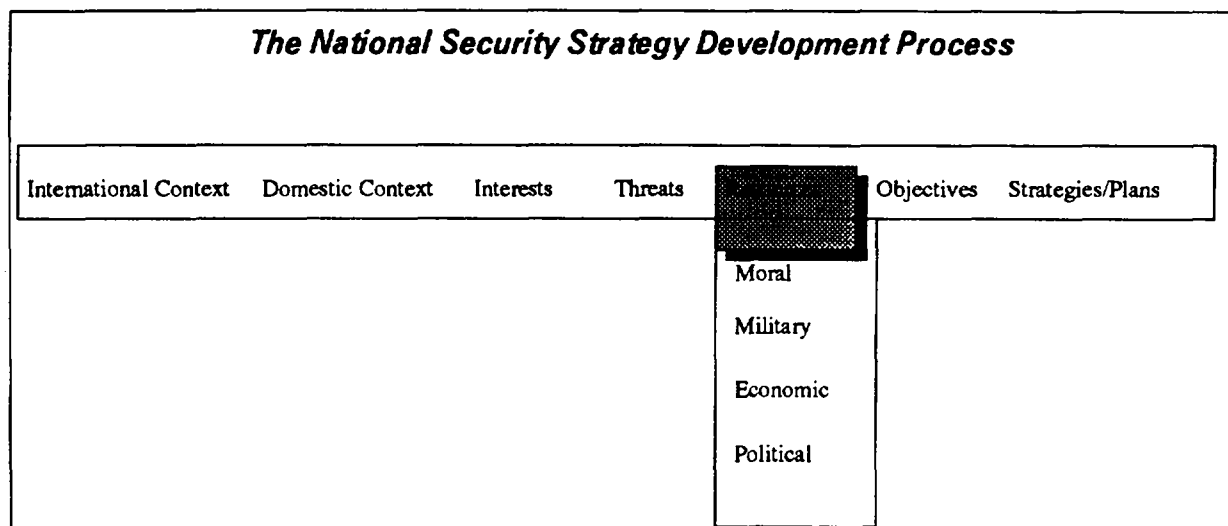 The National Security Strategy Development Process
International Context Domestic Context Interests Threats Objectives Strategies/Plans
Moral
Military
Economic
Political